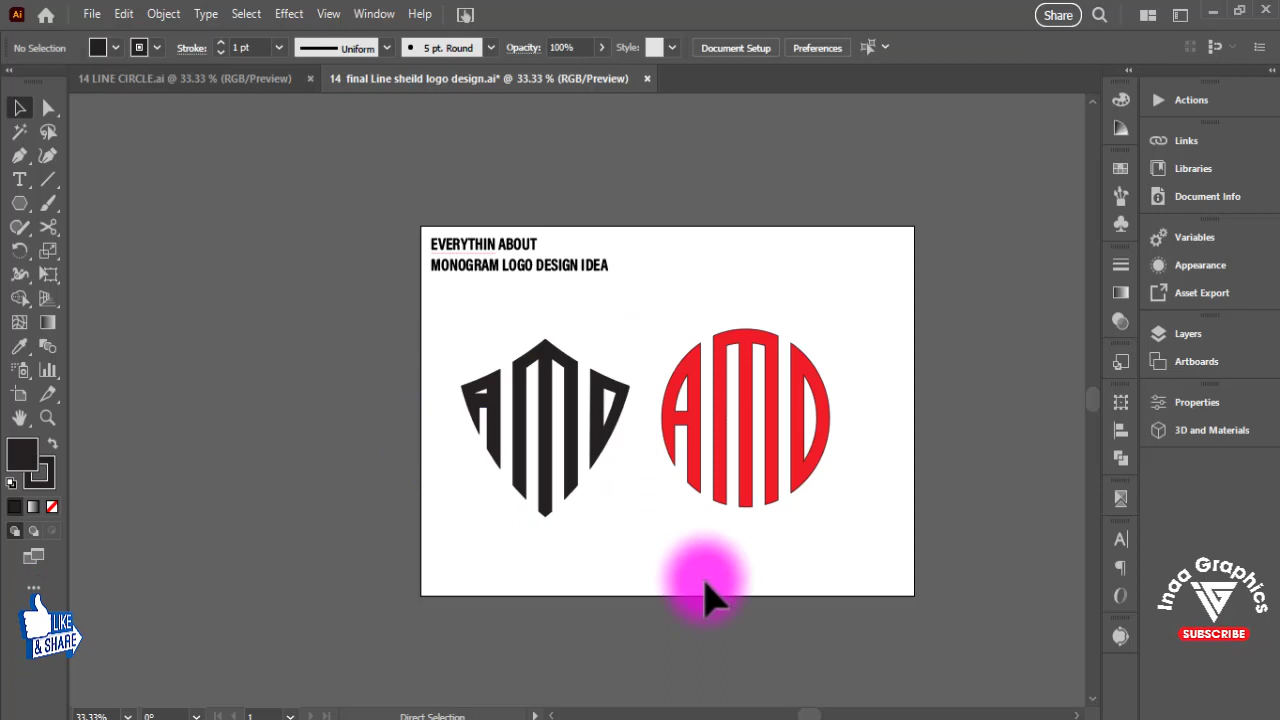 Ai
File Edit Object Type Select Effect View Window Help
Share
No Selection
Stroke: 1 pt
Uniform
5 pt. Round
Opacity: 100%
Style:
Document Setup
Preferences
14 LINE CIRCLE.ai @ 33.33 % (RGB/Preview) ×
14 final Line sheild logo design.ai* @ 33.33 % (RGB/Preview) ×
Actions
Links
Libraries
Document Info
Variables
Appearance
Asset Export
Layers
Artboards
Properties
3D and Materials
EVERYTHIN ABOUT
MONOGRAM LOGO DESIGN IDEA
AMD
AMD
LIKE
& SHARE
Inaa Graphics
SUBSCRIBE
33.33% 0° 1 Direct Selection